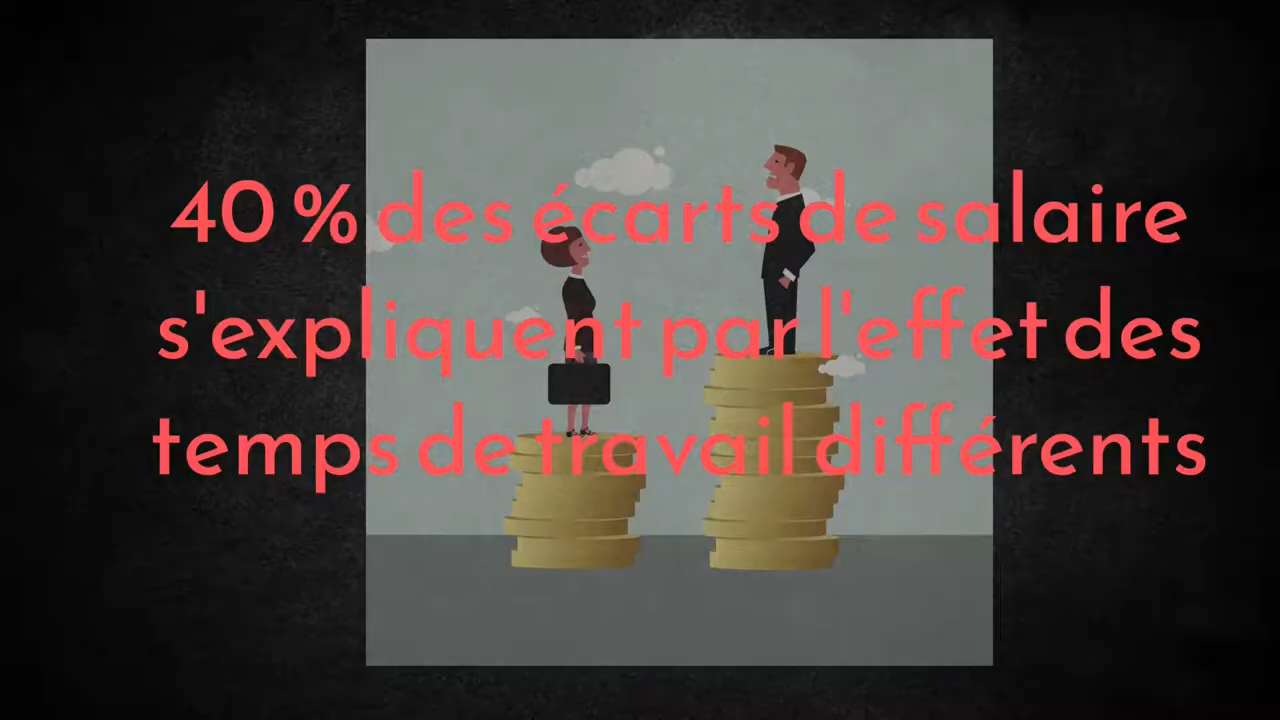 40 % des écarts de salaire
s'expliquent par l'effet des
temps de travail différents